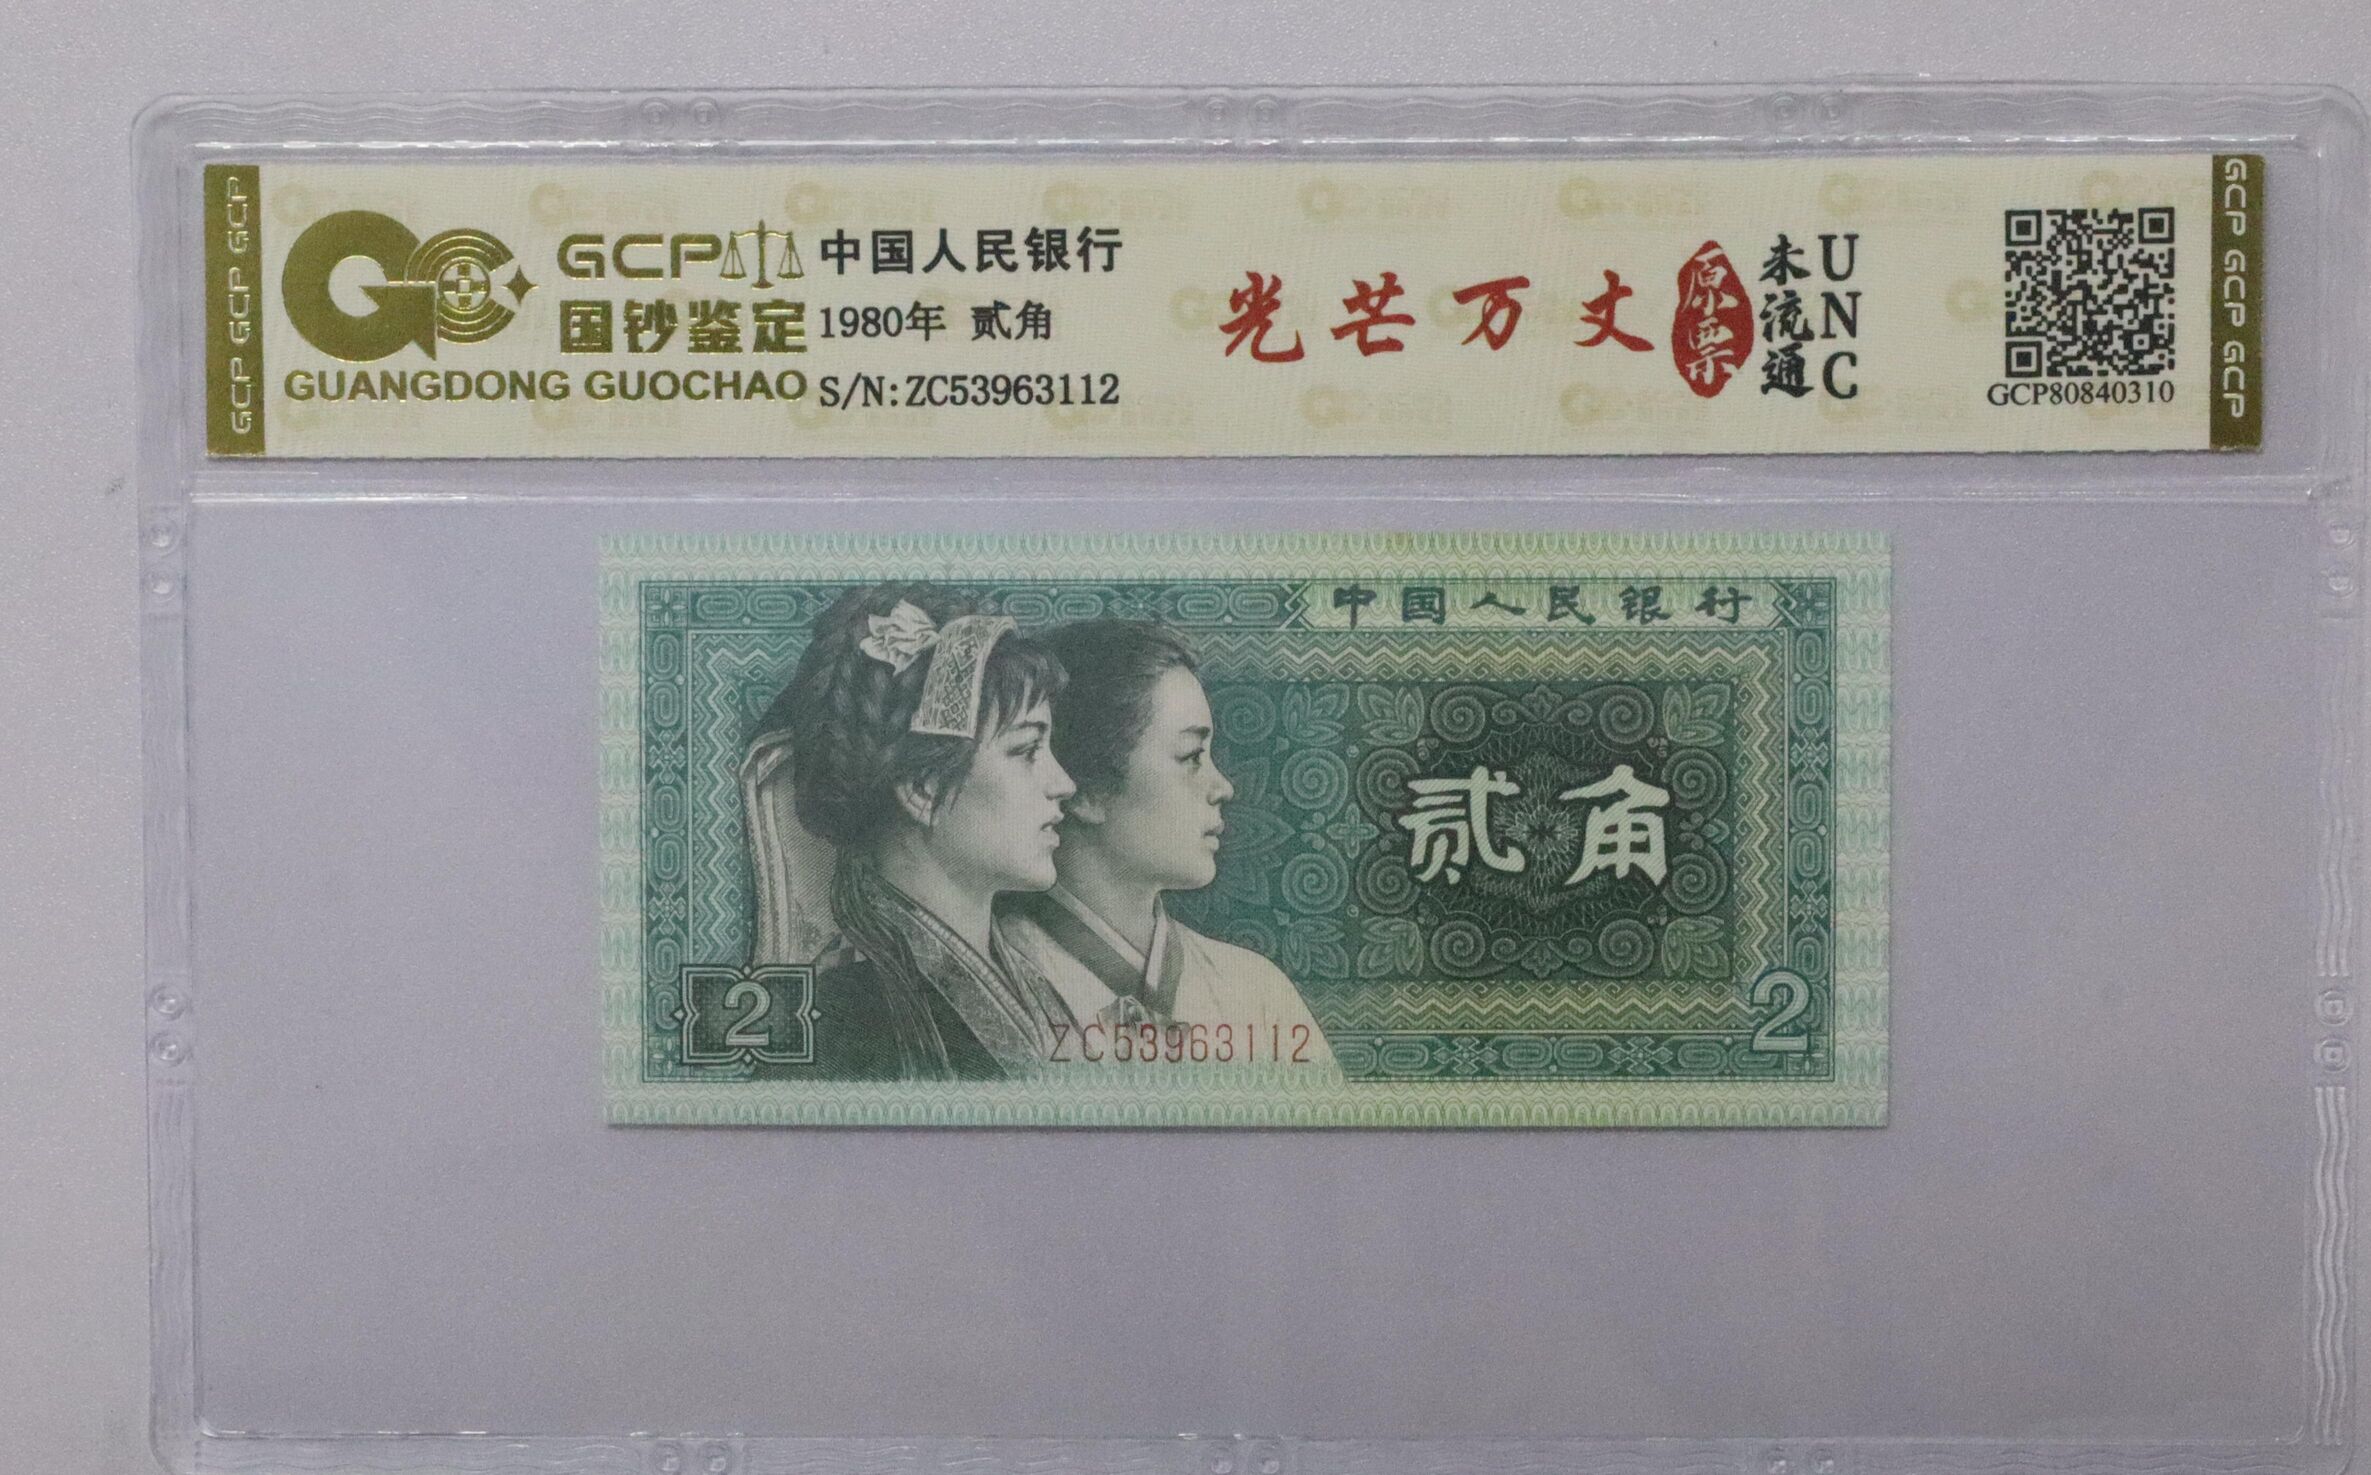 GCP GCP GCP
GCP
国钞鉴定
GUANGDONG GUOCHAO
中国人民银行
1980年 贰角
S/N:ZC53963112
光芒万丈
原票
未流通
UNC
GCP80840310
GCP GCP GCP
中国人民银行
贰角
2
ZC53963112
2